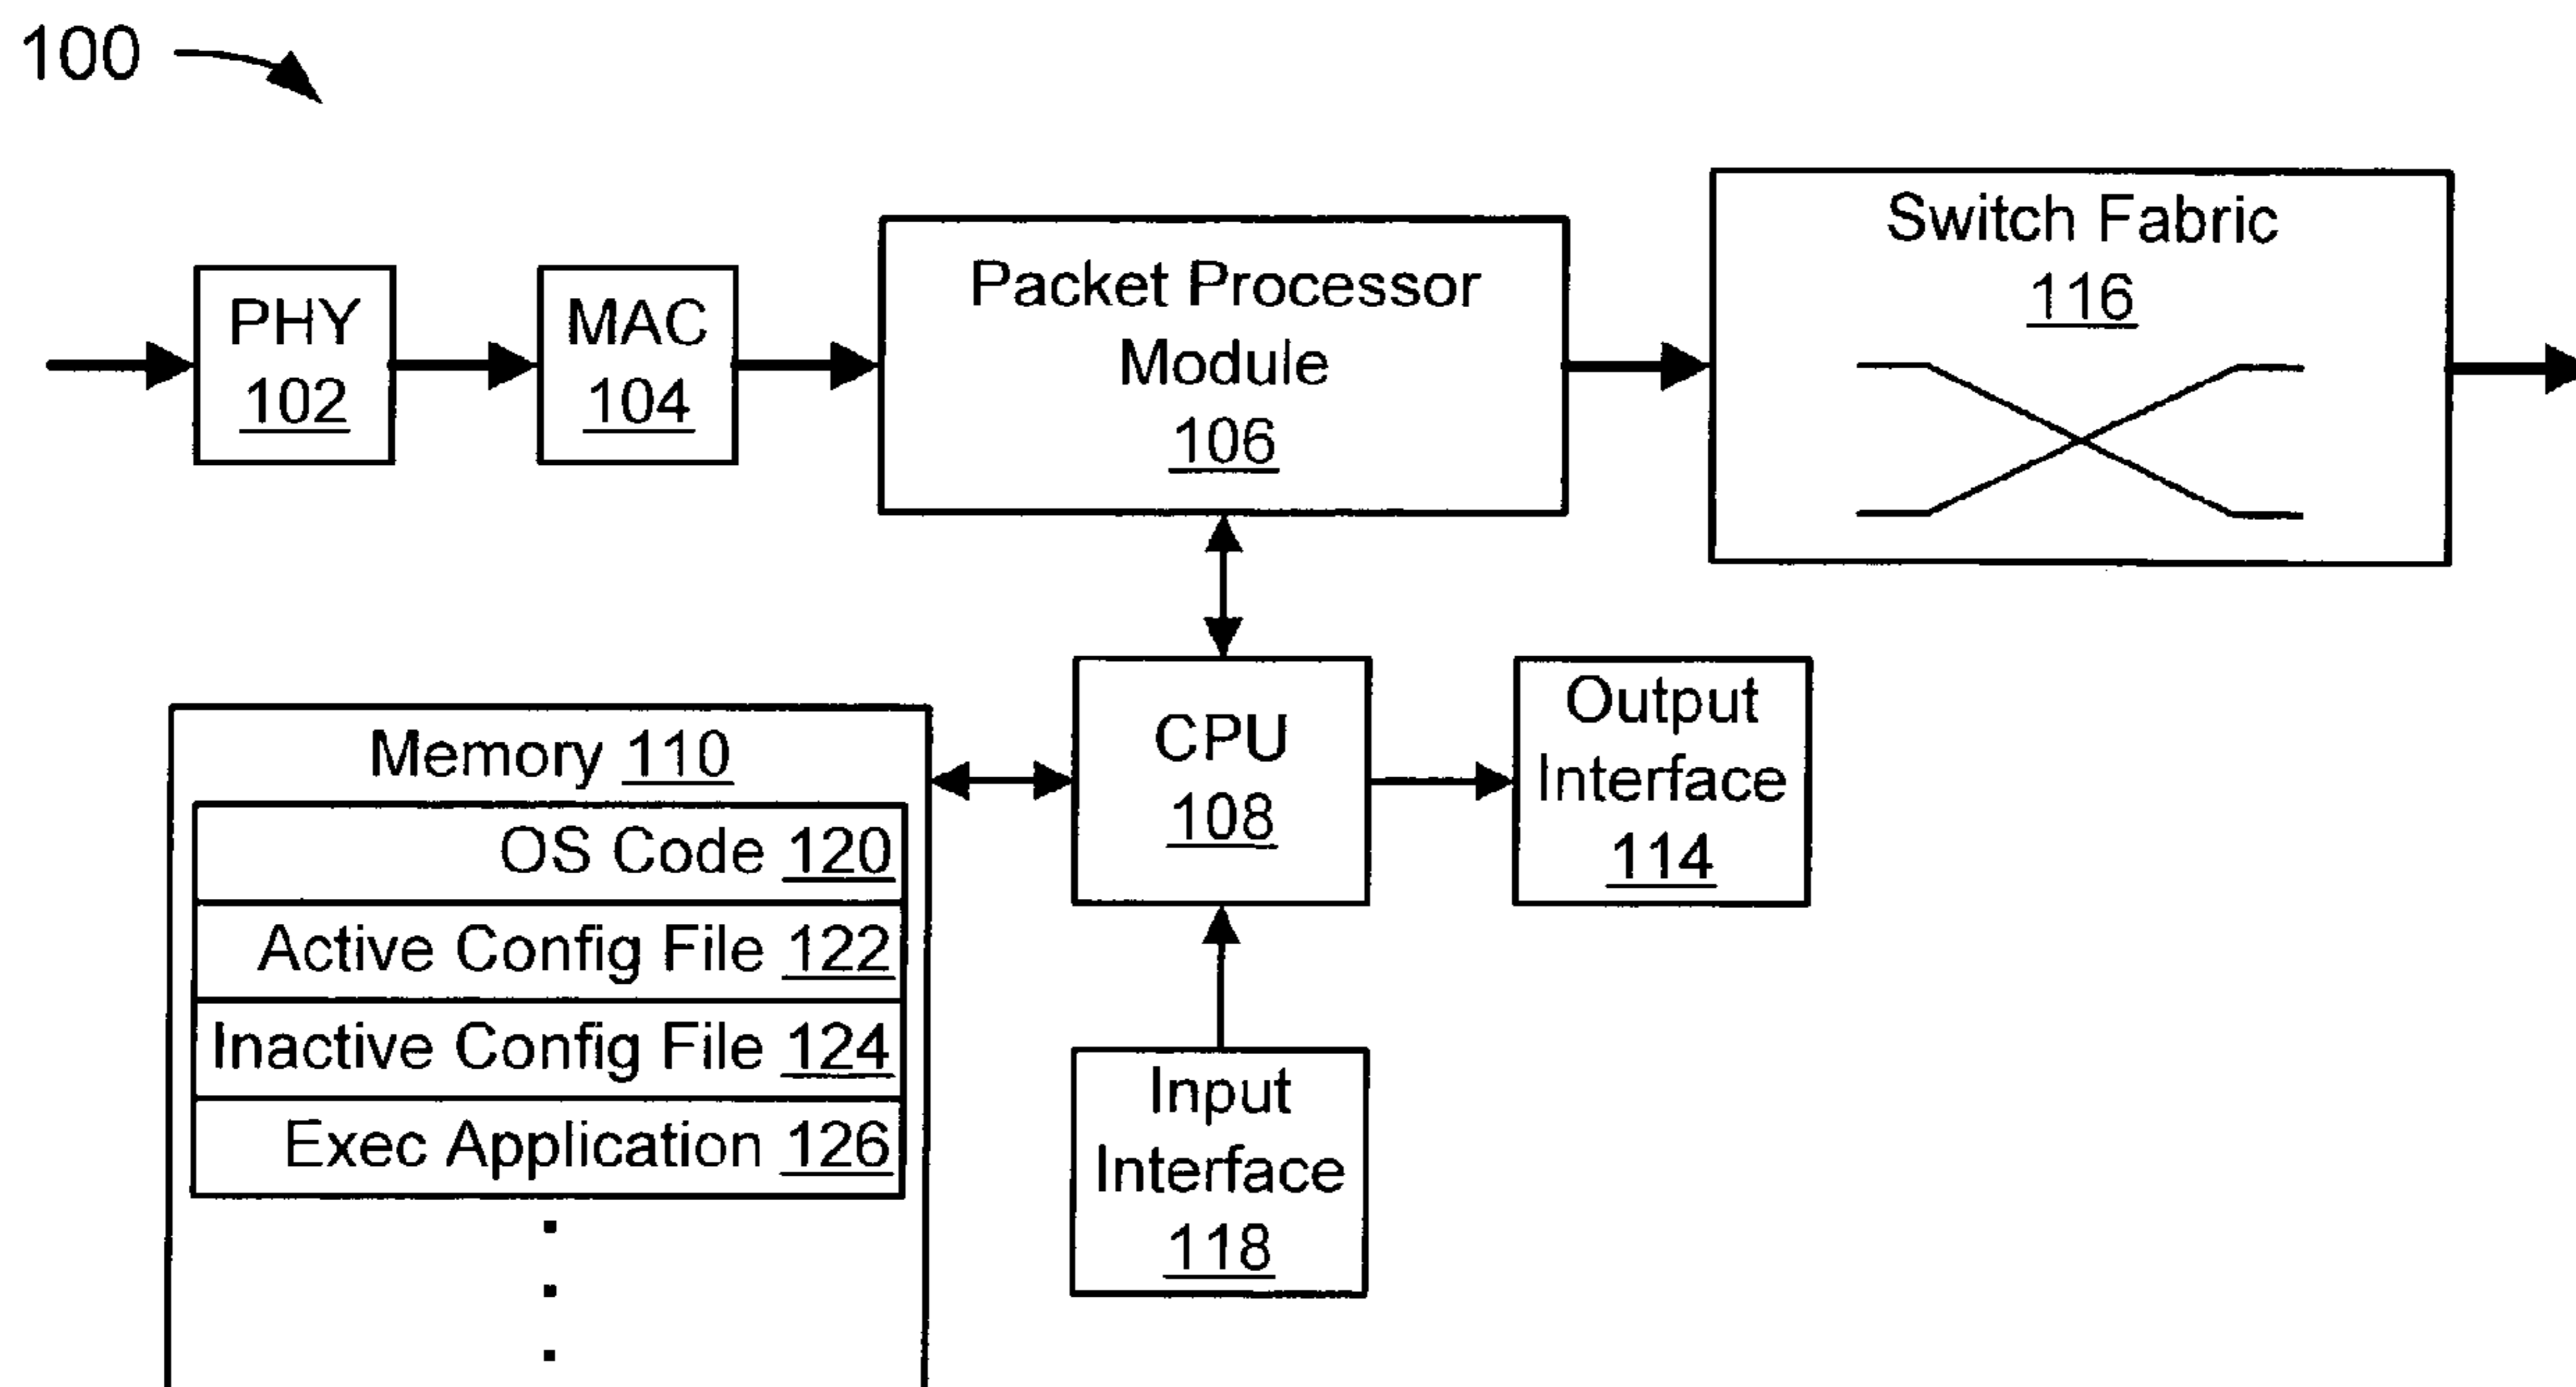 100
PHY
102
MAC
104
Packet Processor
Module
106
Switch Fabric
116
Memory 110
OS Code 120
Active Config File 122
Inactive Config File 124
Exec Application 126
CPU
108
Output
Interface
114
Input
Interface
118